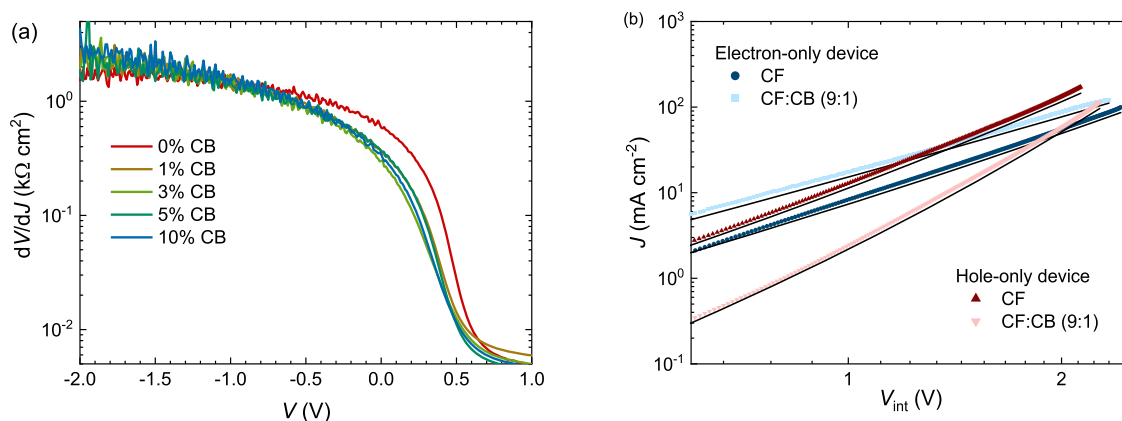 (a)
dV/dJ (kΩ cm²)
10⁰
10⁻¹
10⁻²
0% CB
1% CB
3% CB
5% CB
10% CB
-2.0 -1.5 -1.0 -0.5 0.0 0.5 1.0
V (V)
(b)
J (mA cm⁻²)
10³
10²
10¹
10⁰
10⁻¹
Electron-only device
CF
CF:CB (9:1)
Hole-only device
CF
CF:CB (9:1)
1 2
V_int (V)